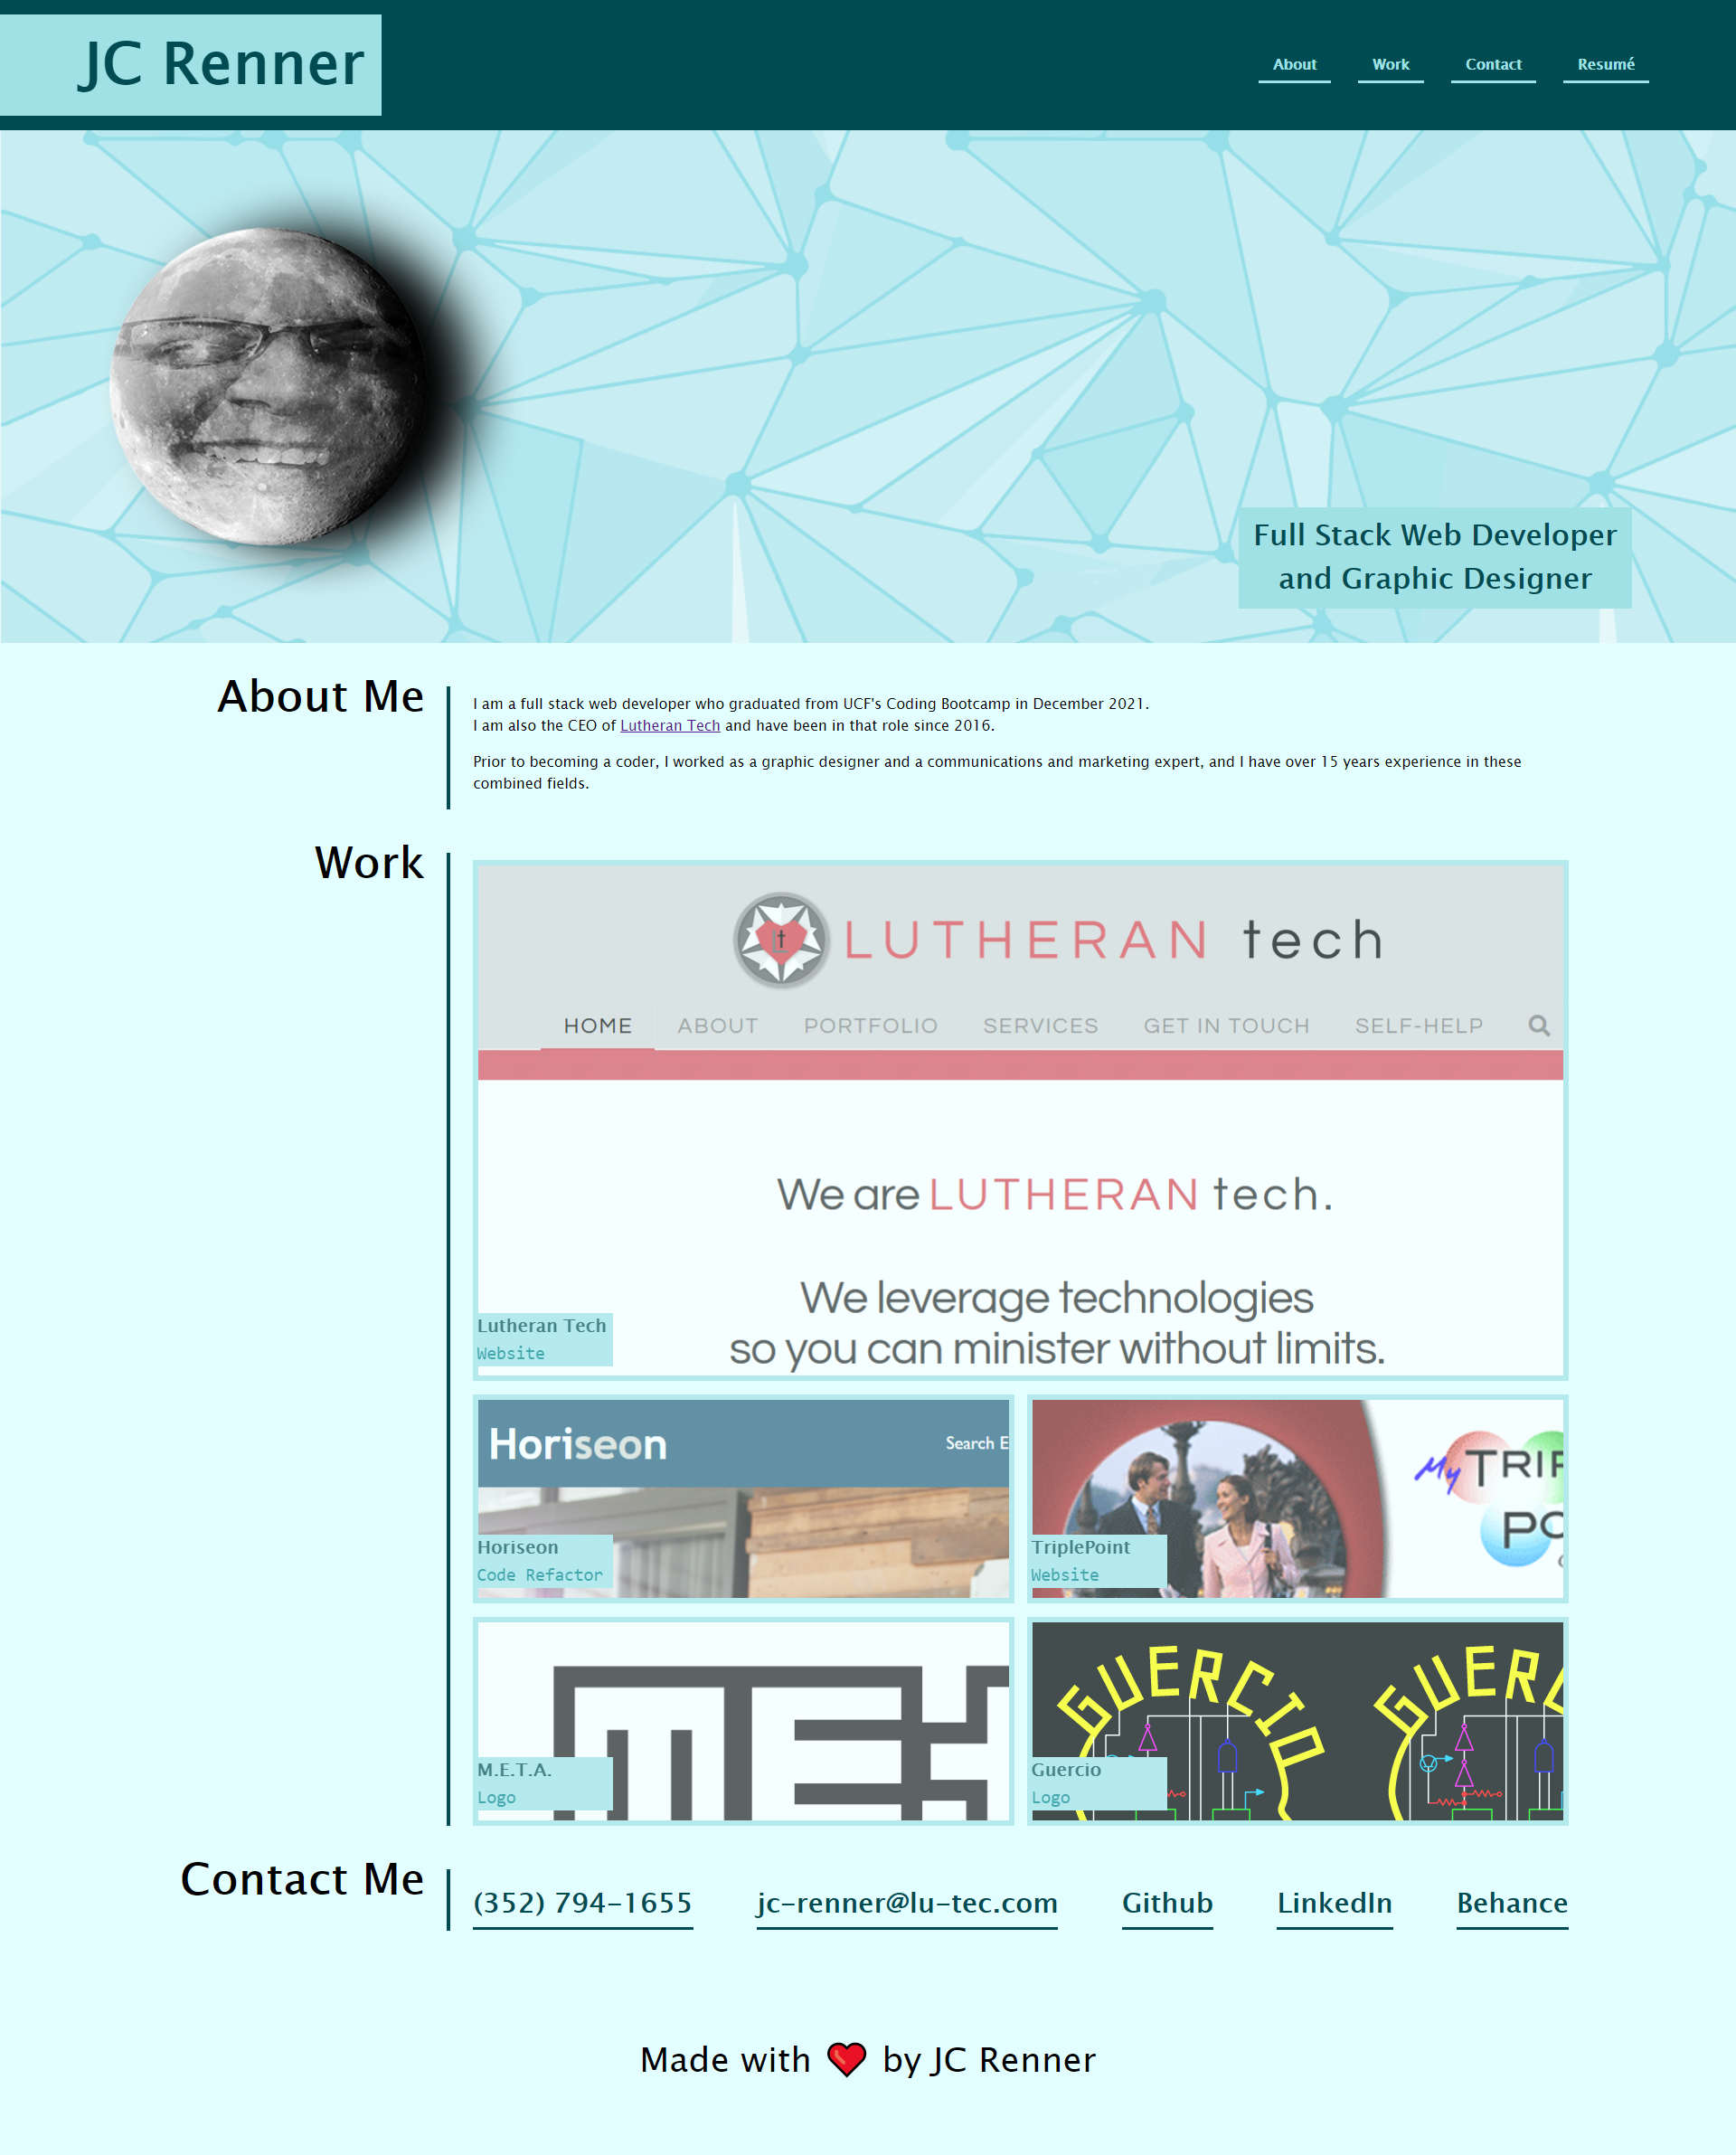 JC Renner
About Work Contact Resumé
Full Stack Web Developer
and Graphic Designer
About Me
I am a full stack web developer who graduated from UCF's Coding Bootcamp in December 2021.
I am also the CEO of Lutheran Tech and have been in that role since 2016.
Prior to becoming a coder, I worked as a graphic designer and a communications and marketing expert, and I have over 15 years experience in these
combined fields.
Work
LUTHERAN tech
HOME ABOUT PORTFOLIO SERVICES GET IN TOUCH SELF-HELP
We are LUTHERAN tech.
We leverage technologies
so you can minister without limits.
Lutheran Tech
Website
Horiseon
Search E
Horiseon
Code Refactor
My TRIP
PO
TriplePoint
Website
M.E.T.A.
Logo
GUERCIO GUERC
Guercio
Logo
Contact Me
(352) 794-1655 jc-renner@lu-tec.com Github LinkedIn Behance
Made with ❤ by JC Renner